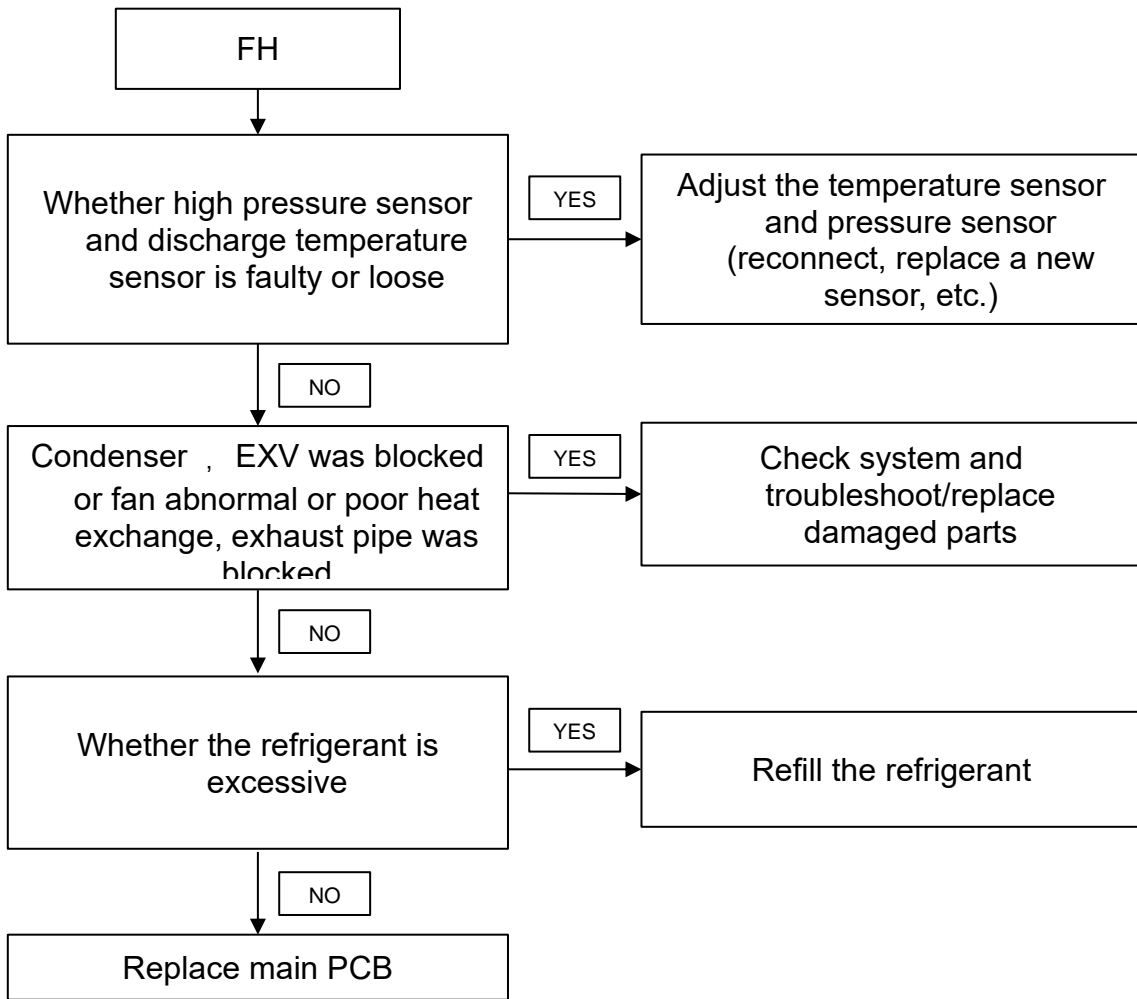 FH
Whether high pressure sensor
and discharge temperature
sensor is faulty or loose
YES
Adjust the temperature sensor
and pressure sensor
(reconnect, replace a new
sensor, etc.)
NO
Condenser , EXV was blocked
or fan abnormal or poor heat
exchange, exhaust pipe was
blocked
YES
Check system and
troubleshoot/replace
damaged parts
NO
Whether the refrigerant is
excessive
YES
Refill the refrigerant
NO
Replace main PCB